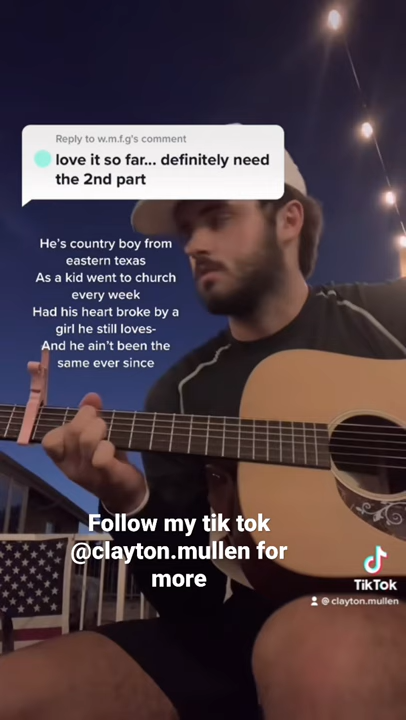 Reply to w.m.f.g's comment
love it so far... definitely need
the 2nd part
He's country boy from
eastern texas
As a kid went to church
every week
Had his heart broke by a
girl he still loves-
And he ain't been the
same ever since
Follow my tik tok
@clayton.mullen for
more
TikTok
@clayton.mullen